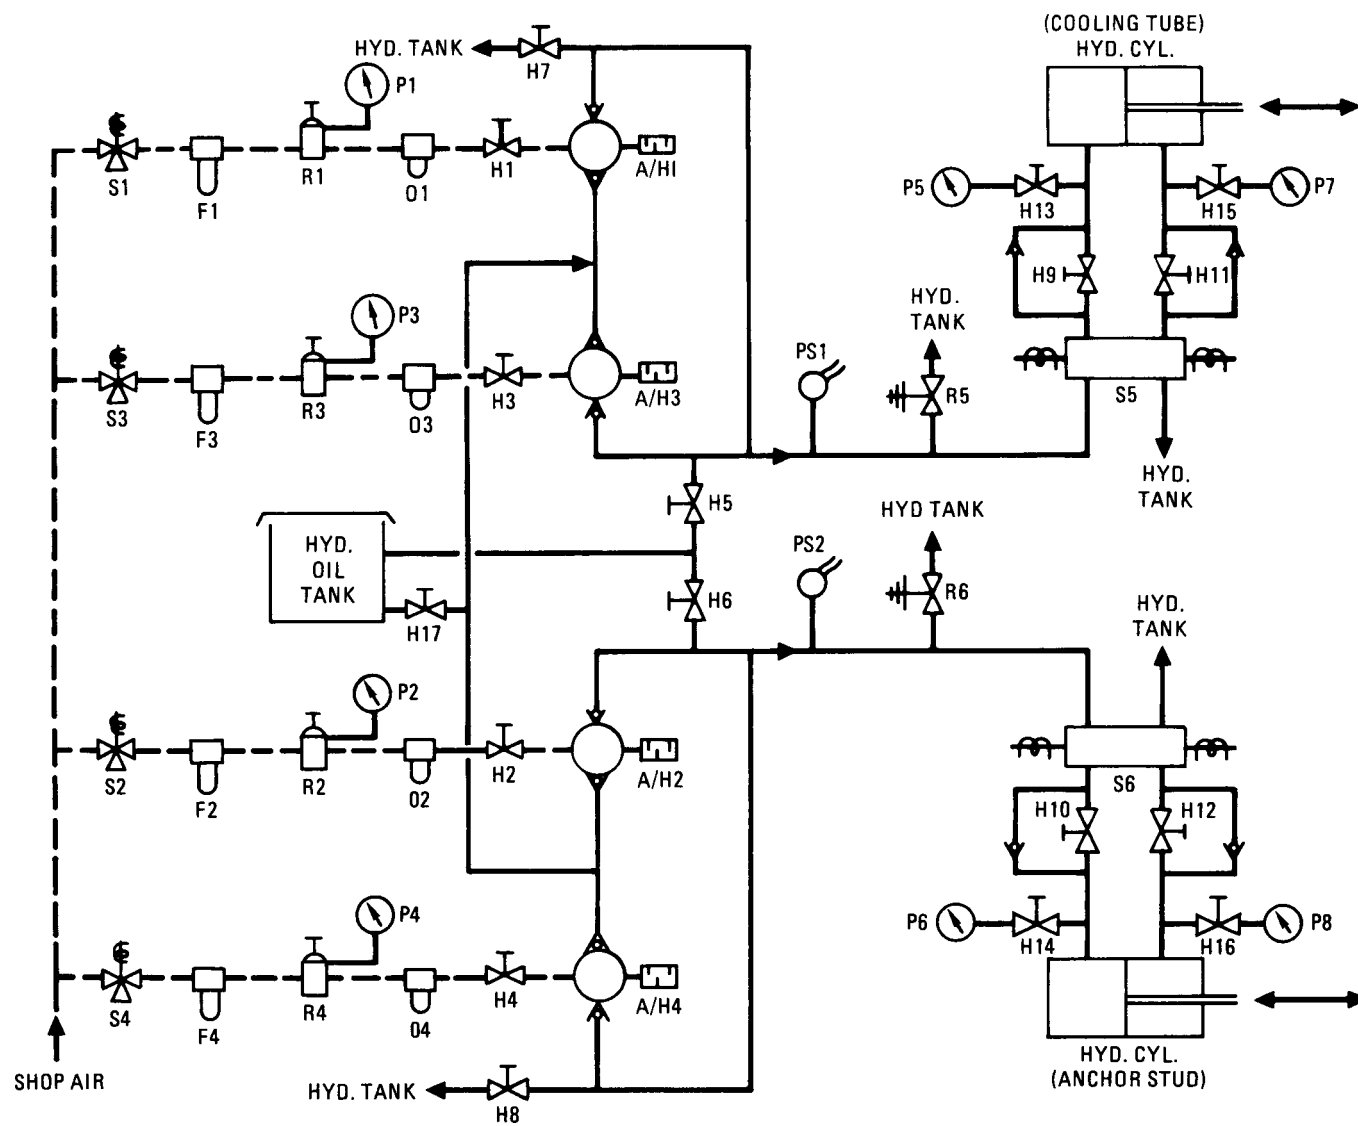 (COOLING TUBE)
HYD. CYL.
HYD. TANK
H7
P1
S1
F1
R1
O1
H1
A/H1
P5
H13
H15
P7
H9
H11
P3
S3
F3
R3
O3
H3
A/H3
HYD.
TANK
PS1
R5
S5
HYD.
TANK
H5
HYD.
OIL
TANK
H17
H6
HYD TANK
PS2
R6
HYD.
TANK
P2
S2
F2
R2
O2
H2
A/H2
S6
H10
H12
P4
S4
F4
R4
O4
H4
A/H4
P6
H14
H16
P8
SHOP AIR
HYD. TANK
H8
HYD. CYL.
(ANCHOR STUD)